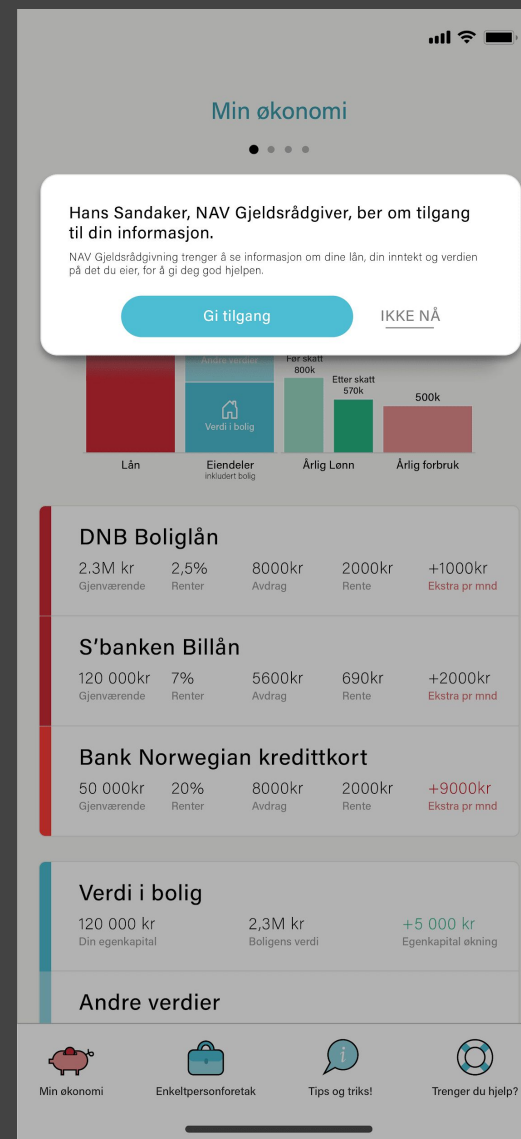 Min økonomi
Hans Sandaker, NAV Gjeldsrådgiver, ber om tilgang
til din informasjon.
NAV Gjeldsrådgivning trenger å se informasjon om dine lån, din inntekt og verdien
på det du eier, for å gi deg god hjelpen.
Gi tilgang
IKKE NÅ
Andre verdier
Før skatt
800k
Etter skatt
570k
500k
Verdi i bolig
Lån
Eiendeler
inkludert bolig
Årlig Lønn
Årlig forbruk
DNB Boliglån
2.3M kr 2,5% 8000kr 2000kr +1000kr
Gjenværende Renter Avdrag Rente Ekstra pr mnd
S'banken Billån
120 000kr 7% 5600kr 690kr +2000kr
Gjenværende Renter Avdrag Rente Ekstra pr mnd
Bank Norwegian kredittkort
50 000kr 20% 8000kr 2000kr +9000kr
Gjenværende Renter Avdrag Rente Ekstra pr mnd
Verdi i bolig
120 000 kr 2,3M kr +5 000 kr
Din egenkapital Boligens verdi Egenkapital økning
Andre verdier
Min økonomi Enkeltpersonforetak Tips og triks! Trenger du hjelp?